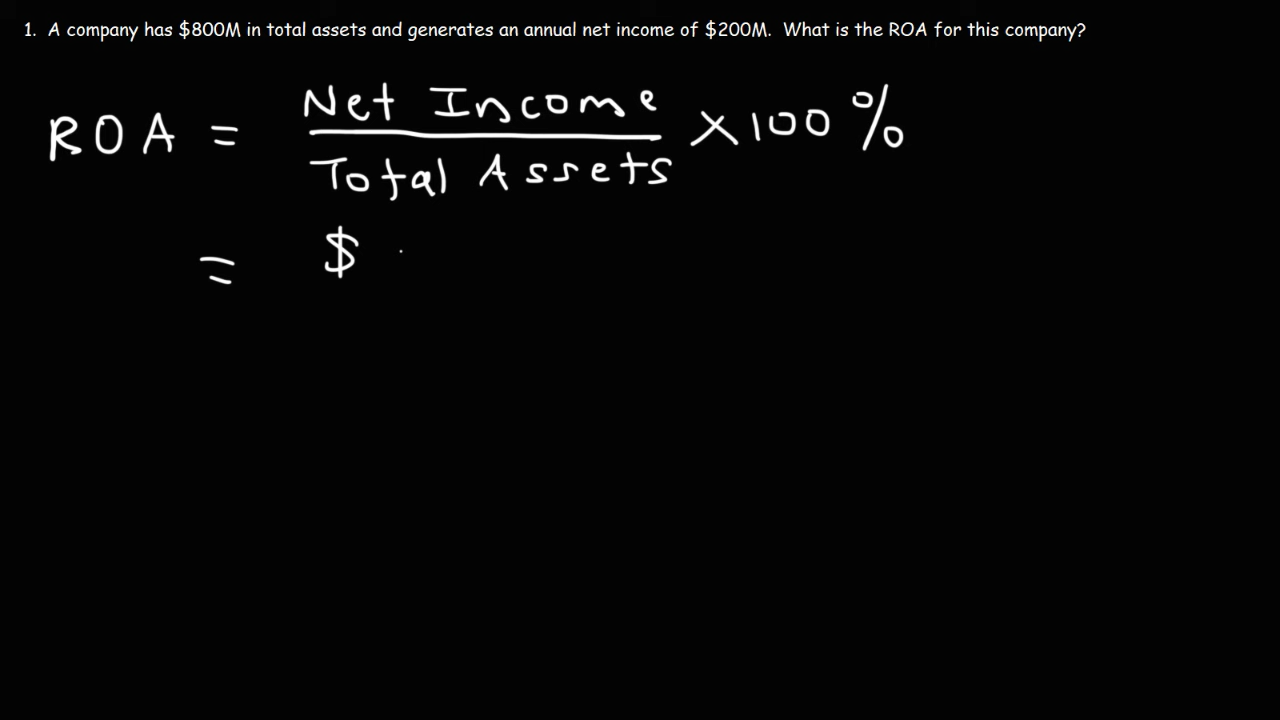 1. A company has $800M in total assets and generates an annual net income of $200M. What is the ROA for this company?
ROA = Net Income / Total Assets × 100 %
= $